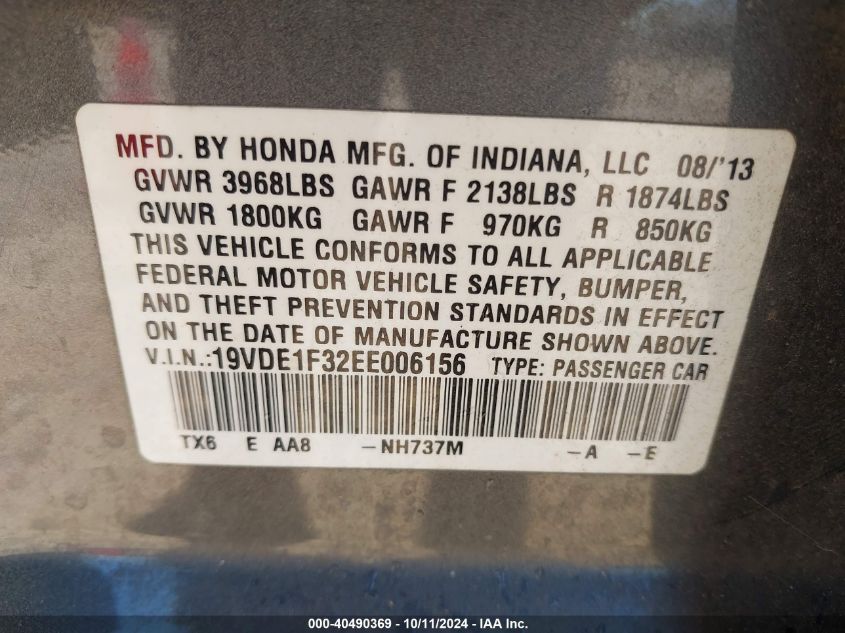 MFD. BY HONDA MFG. OF INDIANA, LLC 08/'13
GVWR 3968LBS GAWR F 2138LBS R 1874LBS
GVWR 1800KG GAWR F 970KG R 850KG
THIS VEHICLE CONFORMS TO ALL APPLICABLE
FEDERAL MOTOR VEHICLE SAFETY, BUMPER,
AND THEFT PREVENTION STANDARDS IN EFFECT
ON THE DATE OF MANUFACTURE SHOWN ABOVE.
V.I.N.:19VDE1F32EE006156 TYPE: PASSENGER CAR
TX6 E AA8 -NH737M -A -E
000-40490369 - 10/11/2024 - IAA Inc.